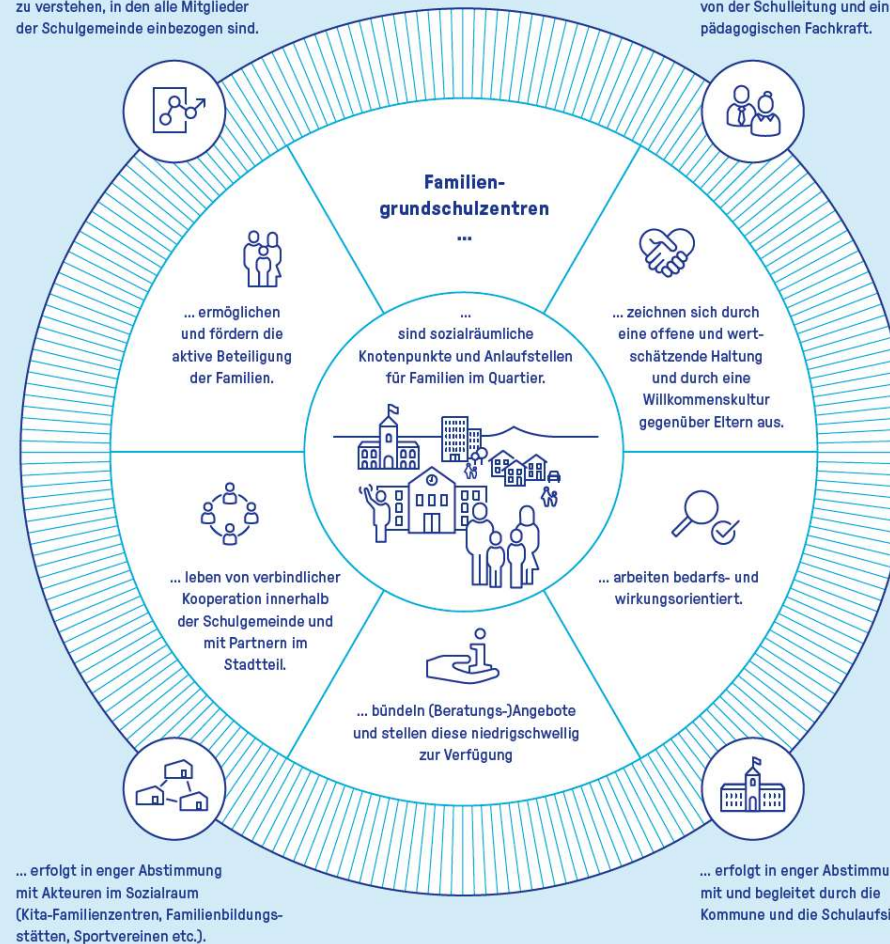 zu verstehen, in den alle Mitglieder
der Schulgemeinde einbezogen sind.
von der Schulleitung und
pädagogischen Fachkraft.
Familien-
grundschulzentren
...
... ermöglichen
und fördern die
aktive Beteiligung
der Familien.
...
sind sozialräumliche
Knotenpunkte und Anlaufstellen
für Familien im Quartier.
... zeichnen sich durch
eine offene und wert-
schätzende Haltung
und durch eine
Willkommenskultur
gegenüber Eltern aus.
... leben von verbindlicher
Kooperation innerhalb
der Schulgemeinde und
mit Partnern im
Stadtteil.
... arbeiten bedarfs- und
wirkungsorientiert.
... bündeln (Beratungs-)Angebote
und stellen diese niedrigschwellig
zur Verfügung
... erfolgt in enger Abstimmung
mit Akteuren im Sozialraum
(Kita-Familienzentren, Familienbildungs-
stätten, Sportvereinen etc.).
... erfolgt in enger
mit und begleitet durch die
Kommune und die